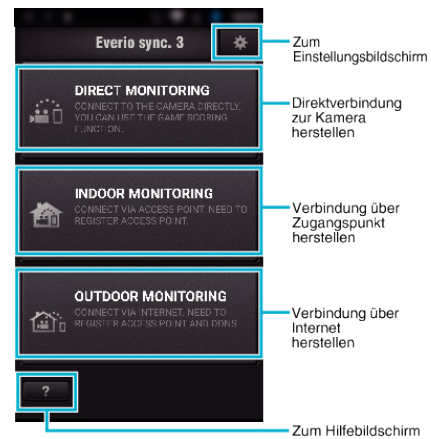 Everio sync. 3
Zum
Einstellungsbildschirm
DIRECT MONITORING
CONNECT TO THE CAMERA DIRECTLY.
YOU CAN USE THE GAME SCORING
FUNCTION.
Direktverbindung
zur Kamera
herstellen
INDOOR MONITORING
CONNECT VIA ACCESS POINT. NEED TO
REGISTER ACCESS POINT.
Verbindung über
Zugangspunkt
herstellen
OUTDOOR MONITORING
CONNECT VIA INTERNET. NEED TO
REGISTER ACCESS POINT AND DDNS
Verbindung über
Internet
herstellen
?
Zum Hilfebildschirm